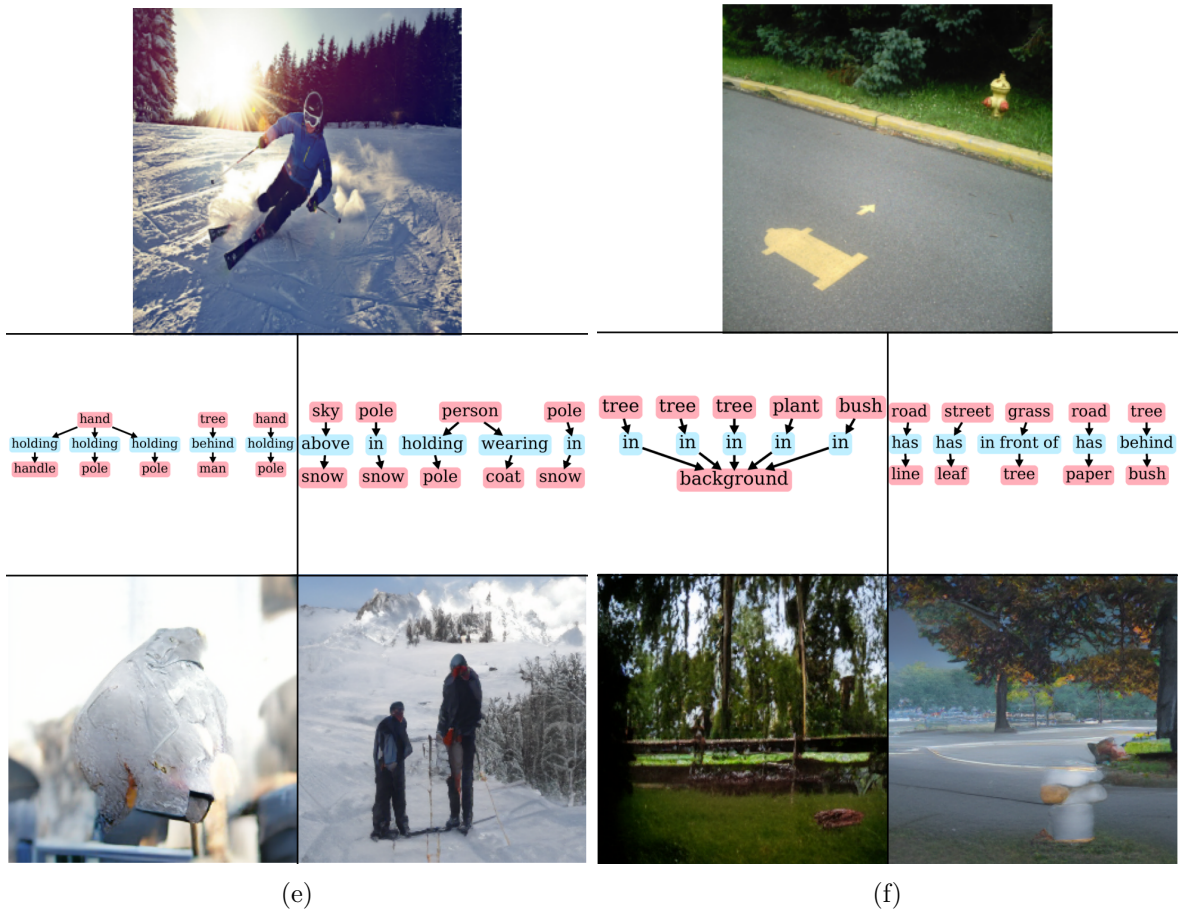 hand tree hand
holding holding holding behind holding
handle pole pole man pole
sky pole person pole
above in holding wearing in
snow snow pole coat snow
tree tree tree plant bush
in in in in in
background
road street grass road tree
has has in front of has behind
line leaf tree paper bush
(e)
(f)